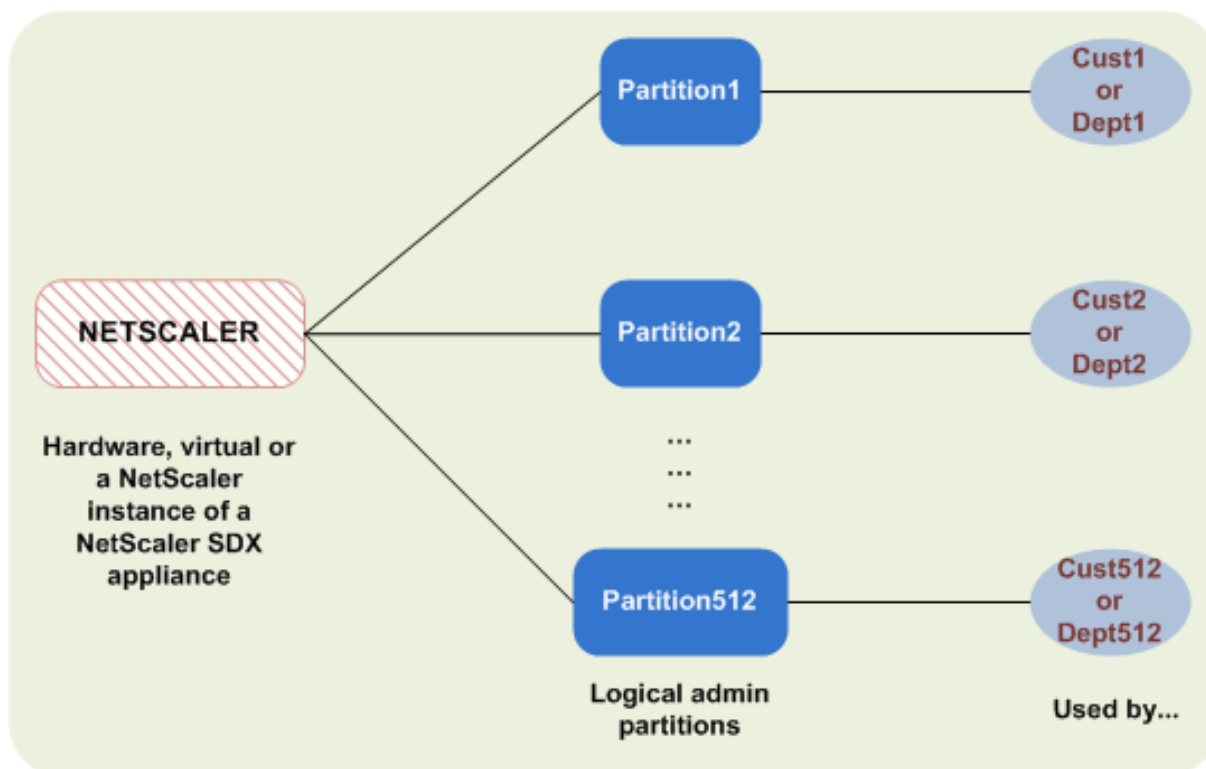 Partition1
Cust1
or
Dept1
NETSCALER
Partition2
Cust2
or
Dept2
Hardware, virtual or
a NetScaler
instance of a
NetScaler SDX
appliance
...
...
...
Partition512
Cust512
or
Dept512
Logical admin
partitions
Used by...